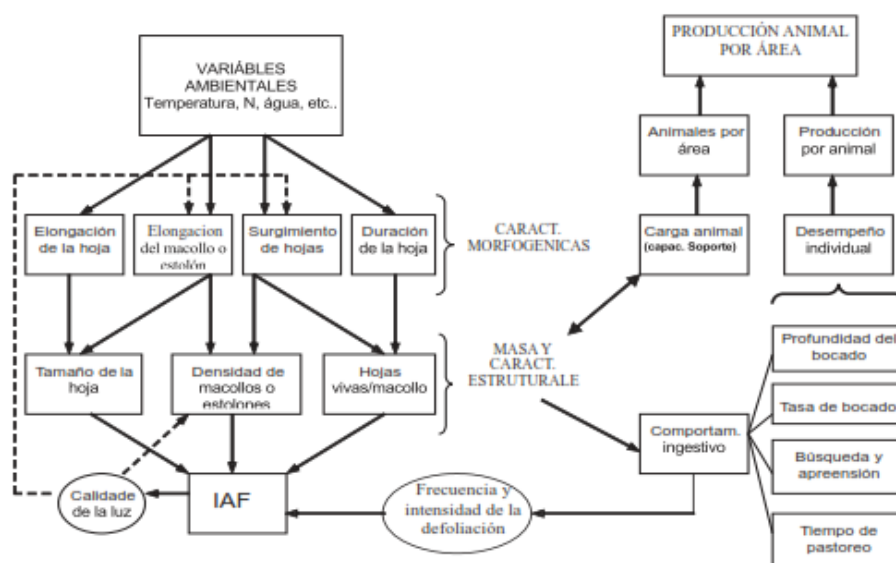 PRODUCCIÓN ANIMAL
POR ÁREA
VARIÁBLES
AMBIENTALES
Temperatura, N, água, etc..
Animales por
área
Producción
por animal
Elongación
de la hoja
Elongacion
del macollo o
estolón
Surgimiento
de hojas
Duración
de la hoja
CARACT.
MORFOGENICAS
Carga animal
(capac. Soporte)
Desempeño
individual
Tamaño de la
hoja
Densidad de
macollos o
estolones
Hojas
vivas/macollo
MASA Y
CARACT.
ESTRUTURALE
Profundidad del
bocado
Tasa de bocado
Comportam.
ingestivo
Búsqueda y
apreensión
Tiempo de
pastoreo
Calidade
de la luz
IAF
Frecuencia y
intensidad de la
defoliación